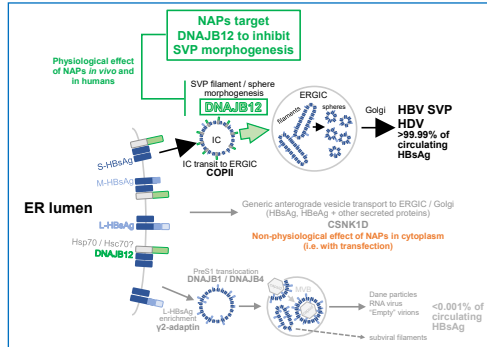 NAPs target
DNAJB12 to inhibit
SVP morphogenesis
Physiological effect
of NAPs in vivo and
in humans
SVP filament / sphere
morphogenesis
DNAJB12
IC
IC transit to ERGIC
COPII
ERGIC
filaments
spheres
Golgi
HBV SVP
HDV
>99.99% of
circulating
HBsAg
S-HBsAg
M-HBsAg
ER lumen
L-HBsAg
Hsp70 / Hsc70?
DNAJB12
Generic anterograde vesicle transport to ERGIC / Golgi
(HBsAg, HBeAg + other secreted proteins)
CSNK1D
Non-physiological effect of NAPs in cytoplasm
(i.e. with transfection)
PreS1 translocation
DNAJB1 / DNAJB4
L-HBsAg
enrichment
γ2-adaptin
MVB
Dane particles
RNA virus
"Empty" virions
subviral filaments
<0.001% of
circulating
HBsAg